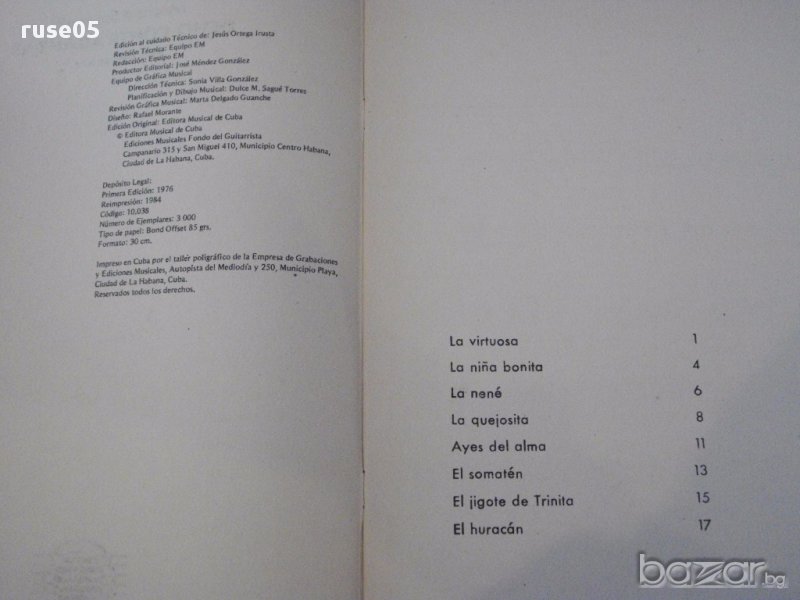 ruse05
Edición al cuidado Técnico de: Jesús Ortega Irusta
Revisión Técnica: Equipo EM
Redacción: Equipo EM
Productor Editorial: José Méndez González
Equipo de Gráfica Musical
Dirección Técnica: Sonia Villa González
Planificación y Dibujo Musical: Dulce M. Sagué Torres
Revisión Gráfica Musical: Marta Delgado Guanche
Diseño: Rafael Morante
Edición Original: Editora Musical de Cuba
© Editora Musical de Cuba
Ediciones Musicales Fondo del Guitarrista
Campanario 315 y San Miguel 410, Municipio Centro Habana,
Ciudad de La Habana, Cuba.
Depósito Legal:
Primera Edición: 1976
Reimpresión: 1984
Código: 10,038
Número de Ejemplares: 3 000
Tipo de papel: Bond Offset 85 grs.
Formato: 30 cm.
Impreso en Cuba por el taller poligráfico de la Empresa de Grabaciones
y Ediciones Musicales, Autopista del Mediodía y 250, Municipio Playa,
Ciudad de La Habana, Cuba.
Reservados todos los derechos.
La virtuosa 1
La niña bonita 4
La nené 6
La quejosita 8
Ayes del alma 11
El somatén 13
El jigote de Trinita 15
El huracán 17
bazar.bg